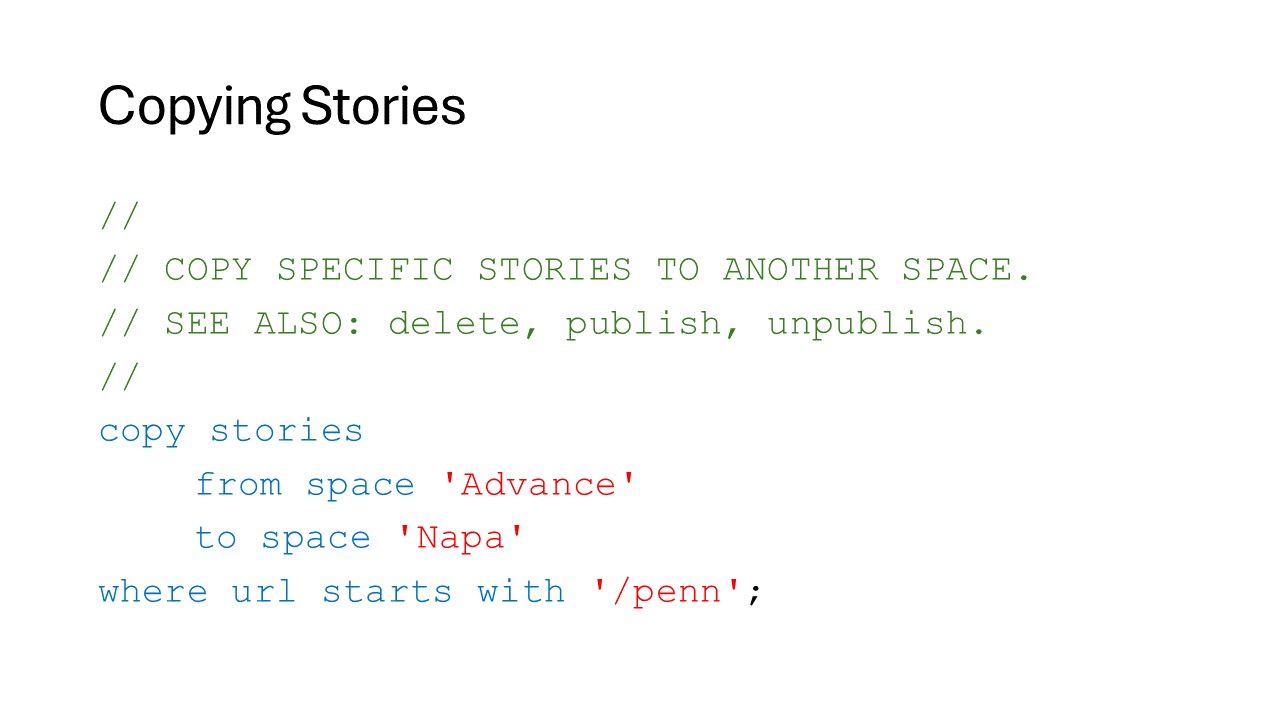 Copying Stories
//
// COPY SPECIFIC STORIES TO ANOTHER SPACE.
// SEE ALSO: delete, publish, unpublish.
//
copy stories
from space 'Advance'
to space 'Napa'
where url starts with '/penn';